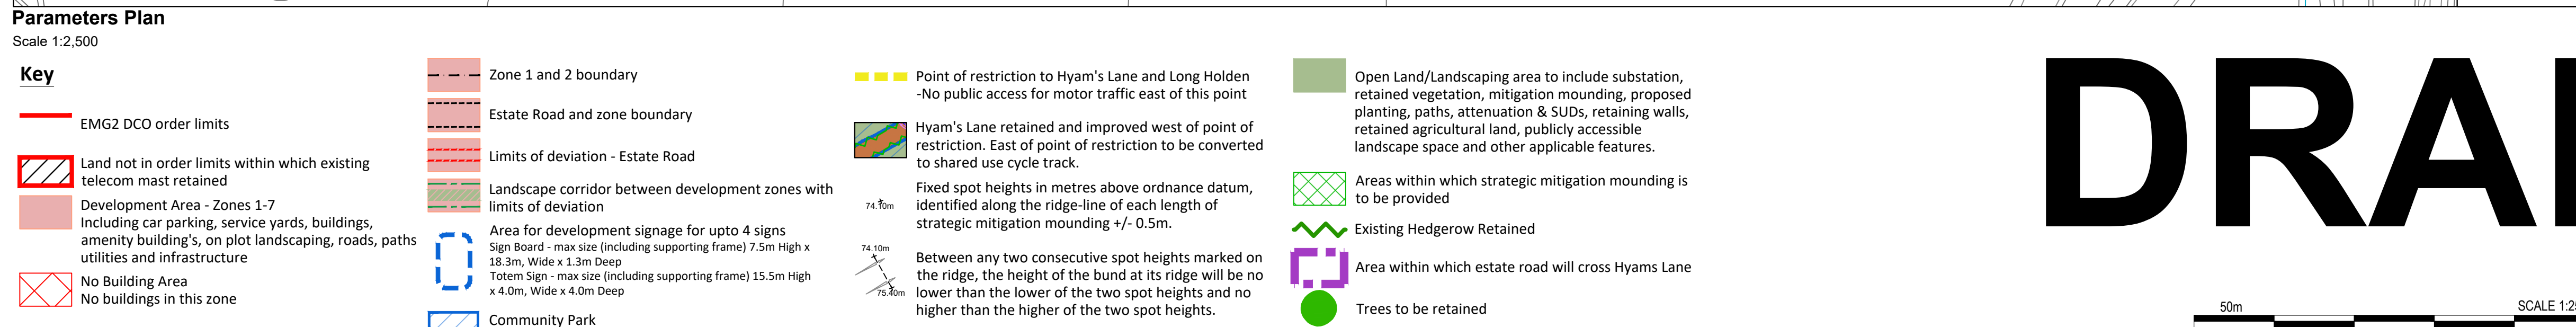 Parameters Plan
Scale 1:2,500
Key
EMG2 DCO order limits
Land not in order limits within which existing
telecom mast retained
Development Area - Zones 1-7
Including car parking, service yards, buildings,
amenity building's, on plot landscaping, roads, paths
utilities and infrastructure
No Building Area
No buildings in this zone
Zone 1 and 2 boundary
Estate Road and zone boundary
Limits of deviation - Estate Road
Landscape corridor between development zones with
limits of deviation
Area for development signage for upto 4 signs
Sign Board - max size (including supporting frame) 7.5m High x
18.3m, Wide x 1.3m Deep
Totem Sign - max size (including supporting frame) 15.5m High
x 4.0m, Wide x 4.0m Deep
Community Park
Point of restriction to Hyam's Lane and Long Holden
-No public access for motor traffic east of this point
Hyam's Lane retained and improved west of point of
restriction. East of point of restriction to be converted
to shared use cycle track.
74.10m
Fixed spot heights in metres above ordnance datum,
identified along the ridge-line of each length of
strategic mitigation mounding +/- 0.5m.
74.10m
75.40m
Between any two consecutive spot heights marked on
the ridge, the height of the bund at its ridge will be no
lower than the lower of the two spot heights and no
higher than the higher of the two spot heights.
Open Land/Landscaping area to include substation,
retained vegetation, mitigation mounding, proposed
planting, paths, attenuation & SUDs, retaining walls,
retained agricultural land, publicly accessible
landscape space and other applicable features.
Areas within which strategic mitigation mounding is
to be provided
Existing Hedgerow Retained
Area within which estate road will cross Hyams Lane
Trees to be retained
DRA
50m
SCALE 1:2